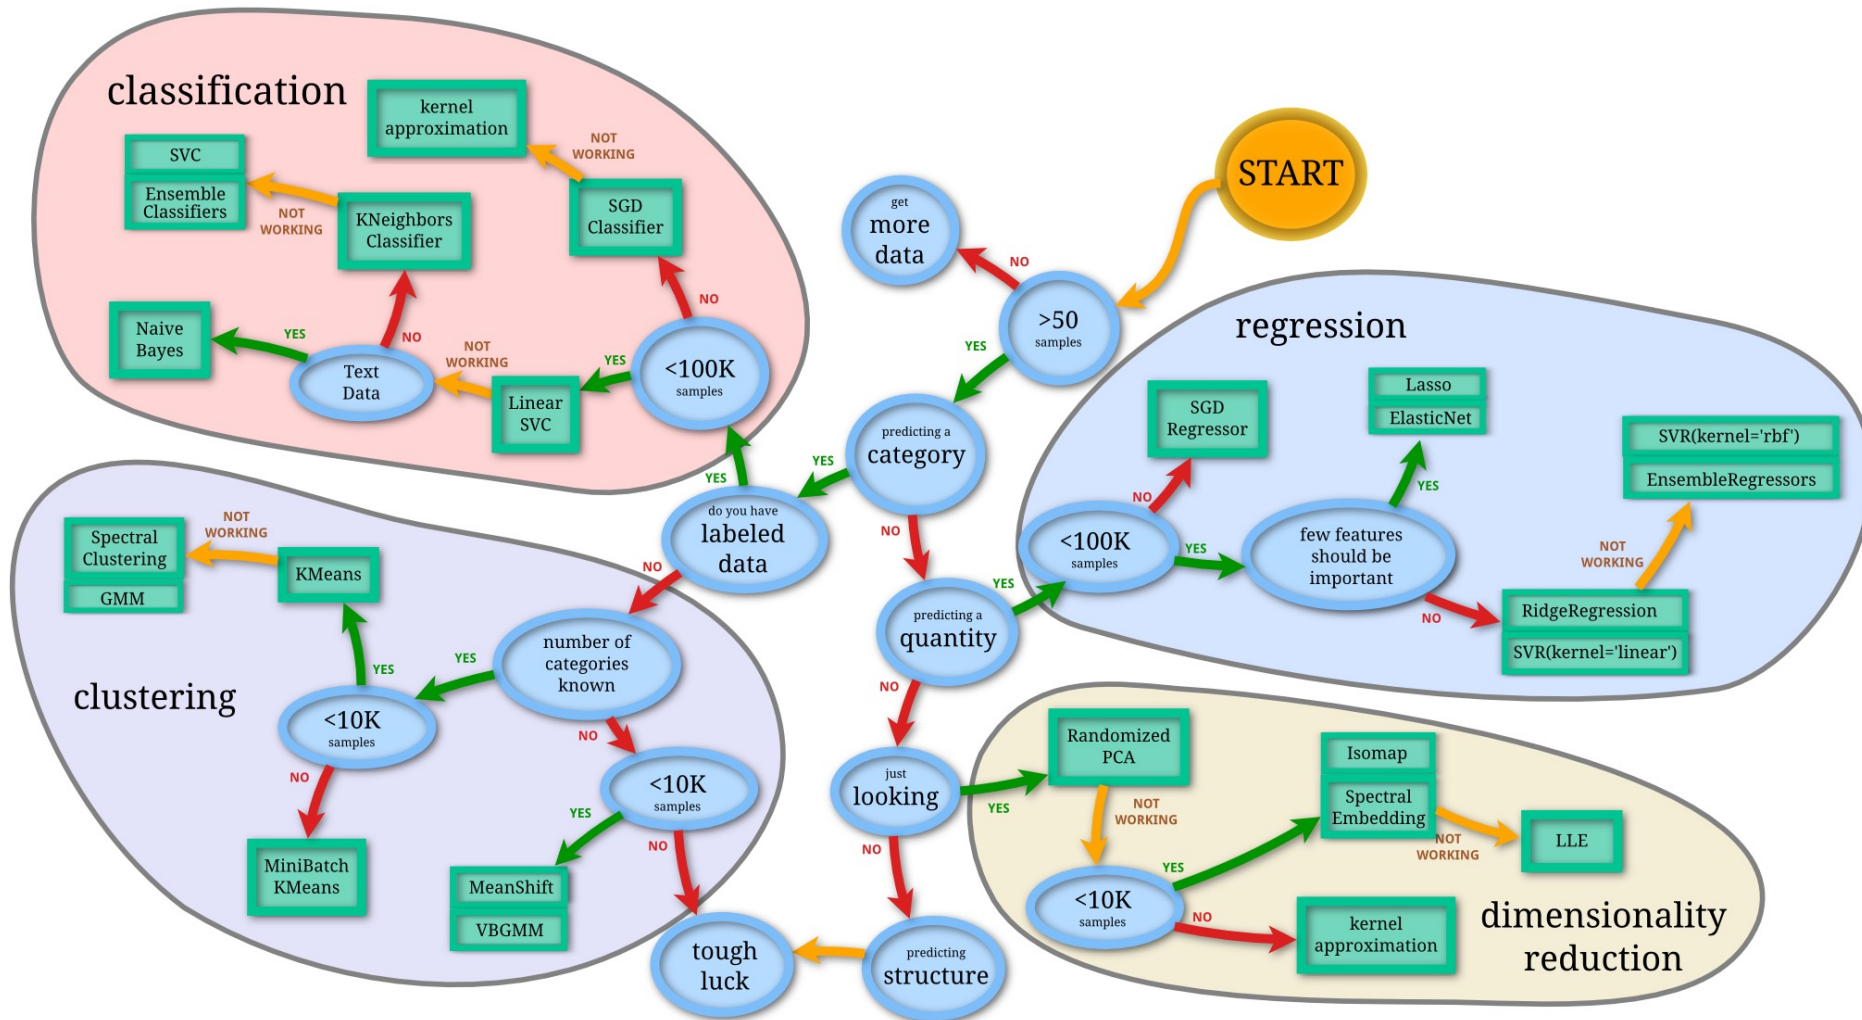 classification
kernel
approximation
NOT
WORKING
SVC
Ensemble
Classifiers
NOT
WORKING
KNeighbors
Classifier
SGD
Classifier
NO
Naive
Bayes
YES
NO
Text
Data
NOT
WORKING
Linear
SVC
YES
<100K
samples
START
get
more
data
NO
>50
samples
YES
predicting a
category
YES
NO
YES
do you have
labeled
data
NO
regression
SGD
Regressor
Lasso
ElasticNet
SVR(kernel='rbf')
EnsembleRegressors
NO
YES
<100K
samples
YES
few features
should be
important
NOT
WORKING
NO
RidgeRegression
SVR(kernel='linear')
YES
predicting a
quantity
NO
clustering
Spectral
Clustering
GMM
NOT
WORKING
KMeans
YES
<10K
samples
YES
number of
categories
known
NO
NO
MiniBatch
KMeans
<10K
samples
YES
NO
MeanShift
VBGMM
just
looking
YES
NO
tough
luck
predicting
structure
Randomized
PCA
NOT
WORKING
Isomap
Spectral
Embedding
NOT
WORKING
LLE
YES
<10K
samples
NO
kernel
approximation
dimensionality
reduction